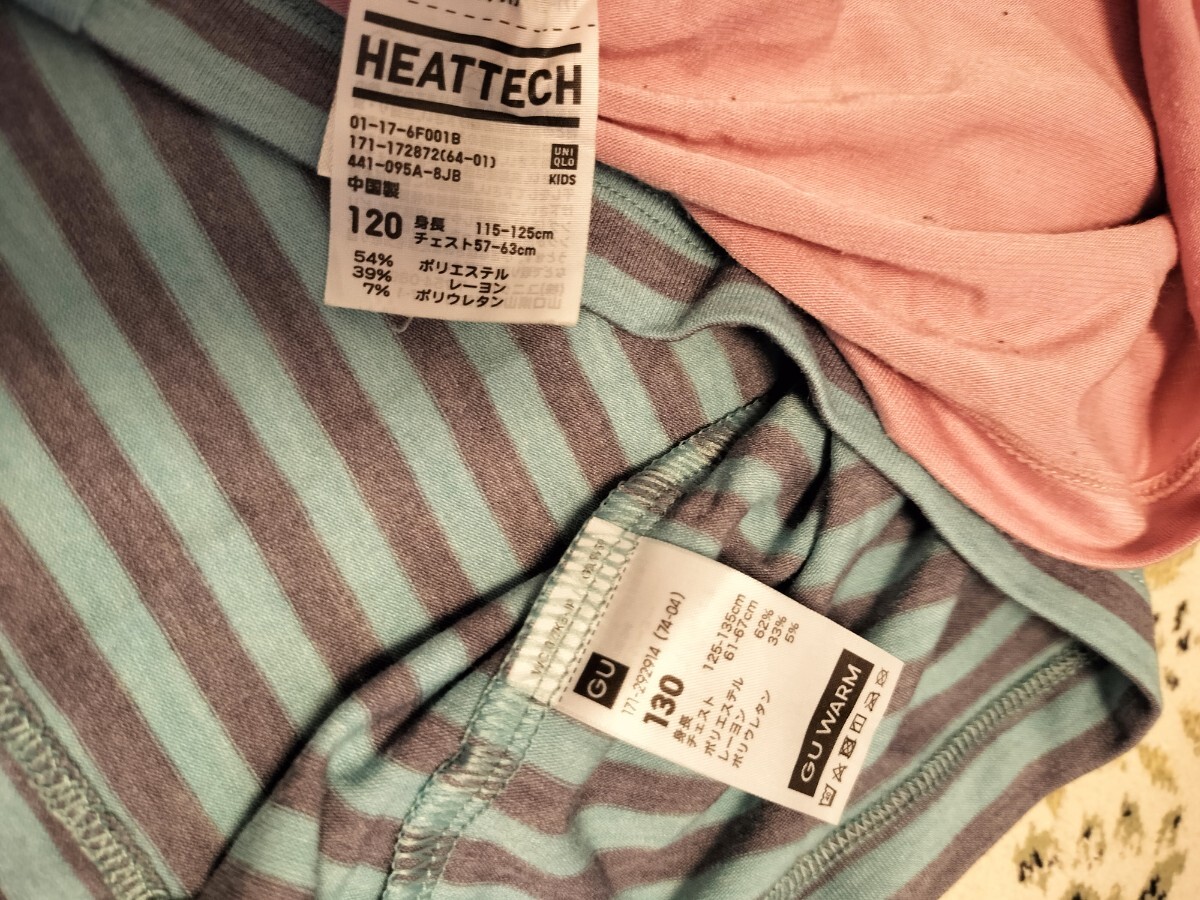 HEATTECH
01-17-6F001B
171-172872(64-01)
441-095A-8JB
UNI
QLO
KIDS
中国製
120 身長 115-125cm
チェスト57-63cm
54% ポリエステル
39% レーヨン
7% ポリウレタン
GU
171-292914 (74-04)
130
身長 125-135cm
チェスト 61-67cm
ポリエステル 62%
レーヨン 33%
ポリウレタン 5%
GU WARM